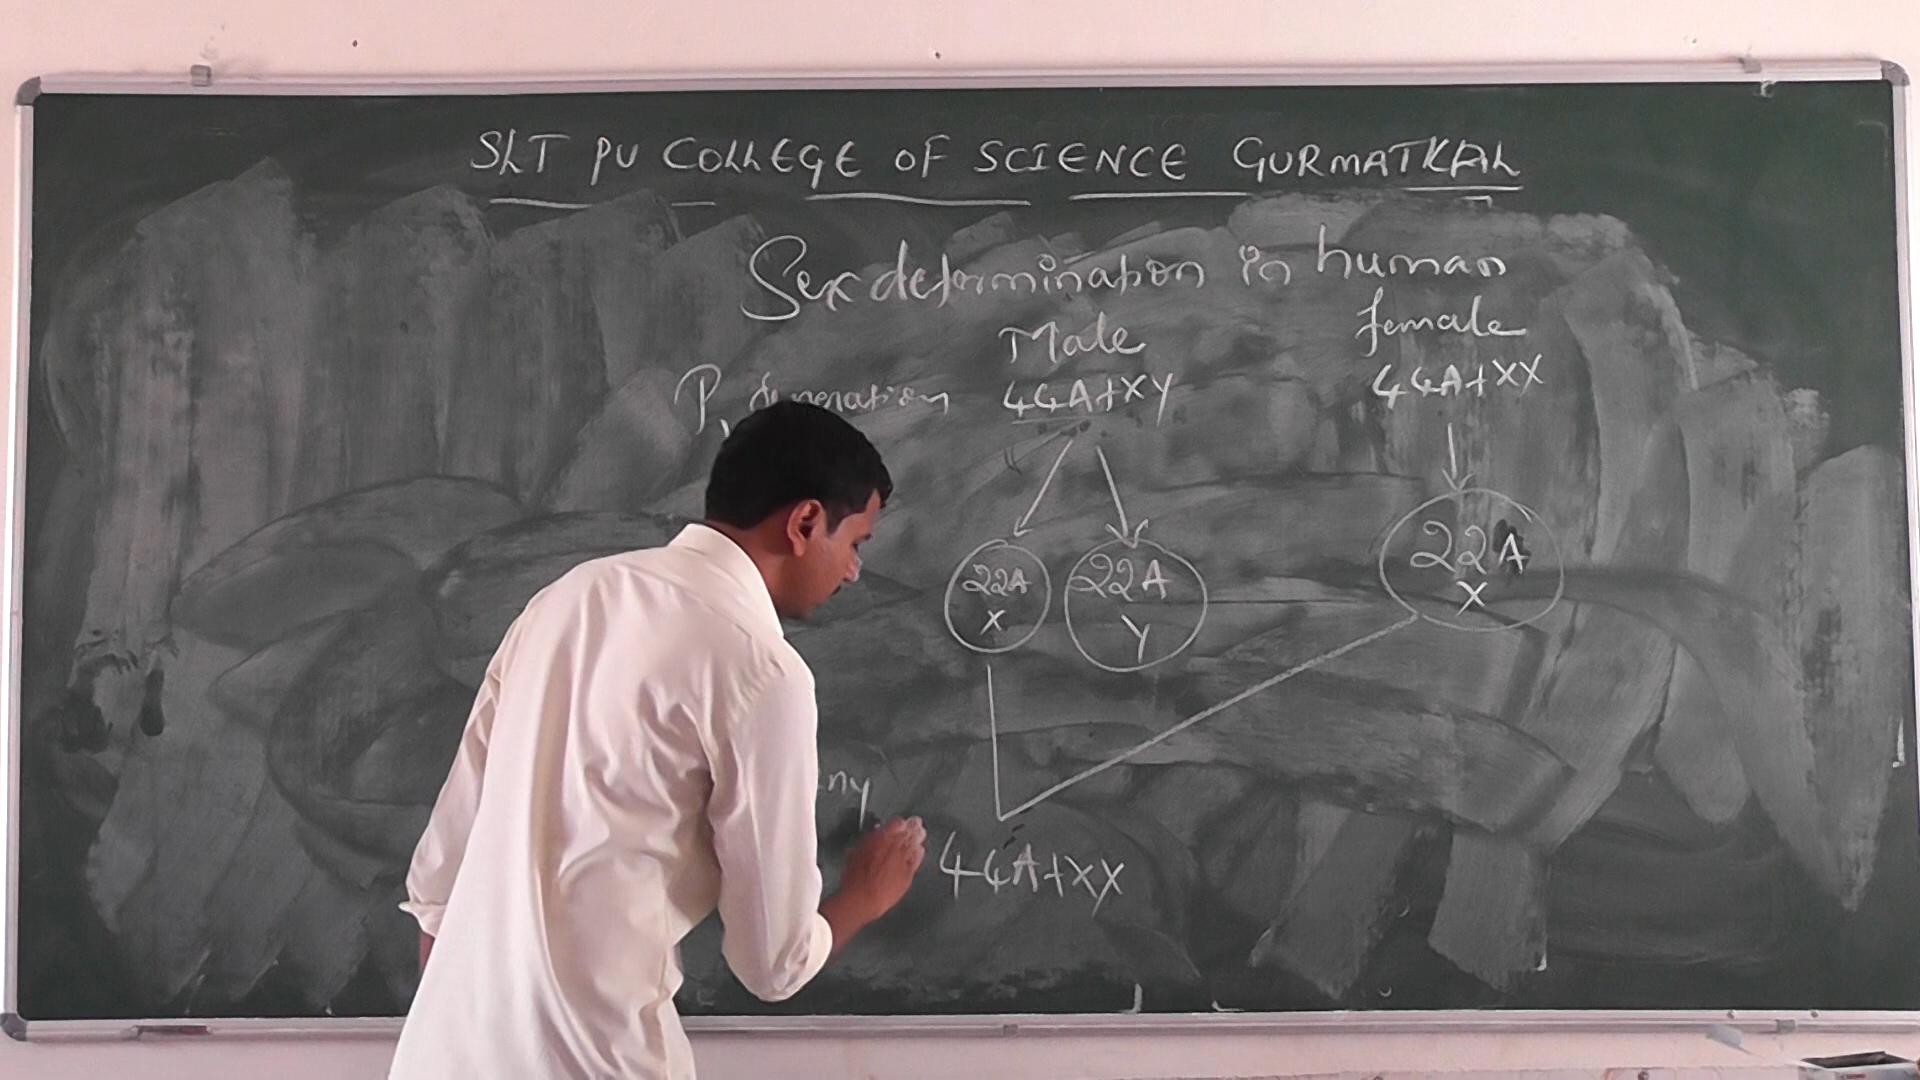 SLT PU COLLEGE OF SCIENCE GURMATKAL
Sex determination in human
Male female
P1 generation 44A+XY 44A+XX
22A 22A 22A
X Y X
44A+XX